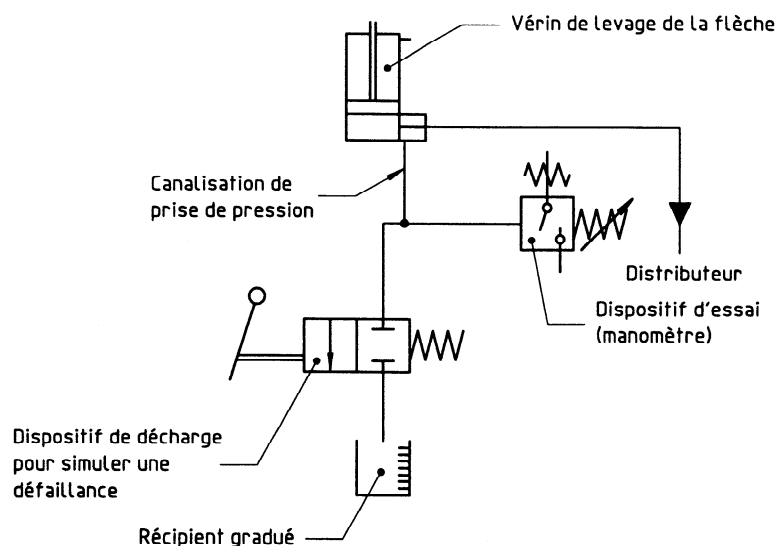 Vérin de levage de la flèche
Canalisation de
prise de pression
Distributeur
Dispositif d'essai
(manomètre)
Dispositif de décharge
pour simuler une
défaillance
Récipient gradué